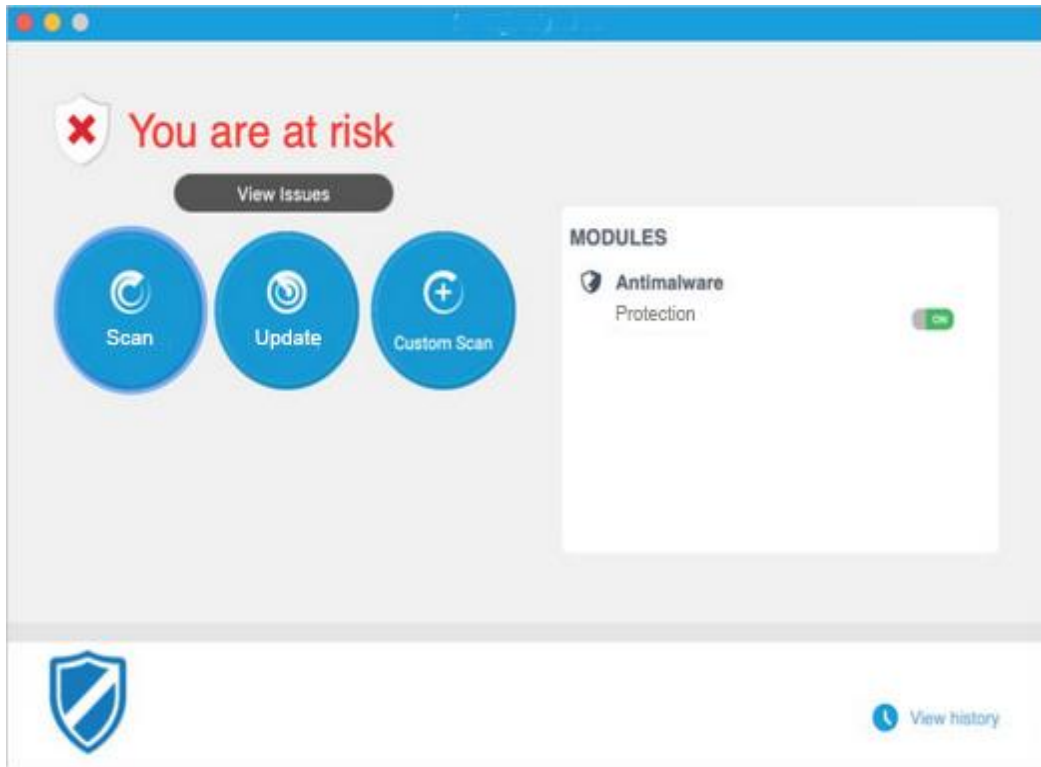 You are at risk
View Issues
Scan
Update
Custom Scan
MODULES
Antimalware
Protection
ON
View history